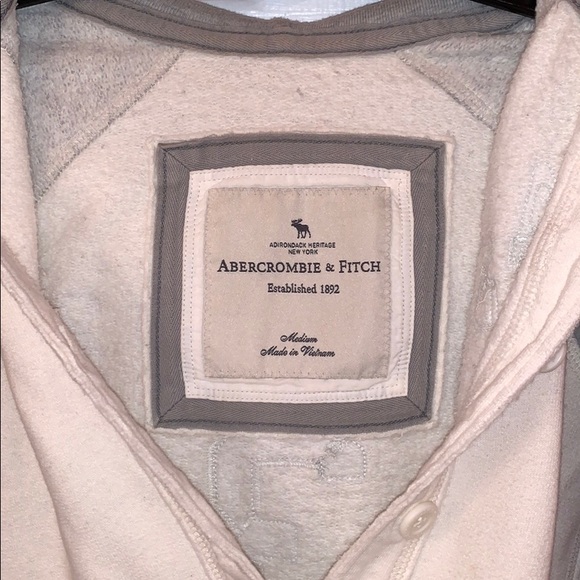 ADIRONDACK HERITAGE
NEW YORK
ABERCROMBIE & FITCH
Established 1892
Medium
Made in Vietnam